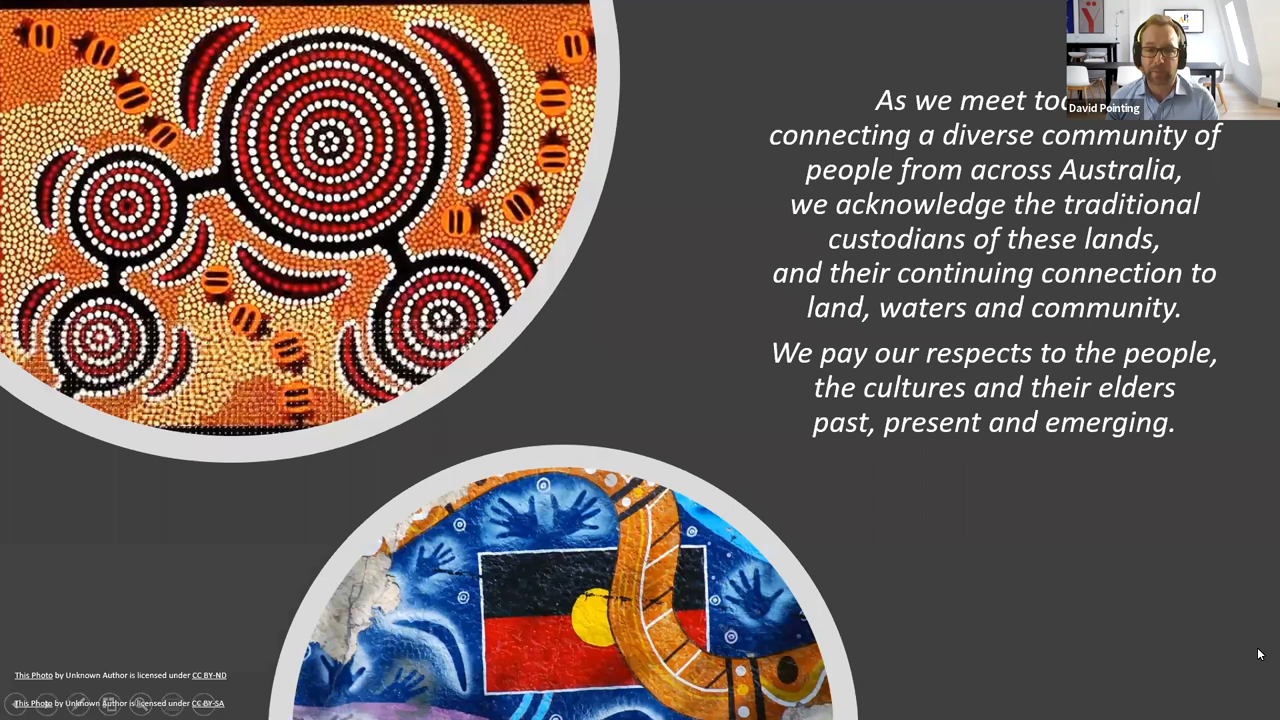 As we meet
connecting a diverse community of
people from across Australia,
we acknowledge the traditional
custodians of these lands,
and their continuing connection to
land, waters and community.
We pay our respects to the people,
the cultures and their elders
past, present and emerging.
David Pointing
This Photo by Unknown Author is licensed under CC BY-ND
This Photo by Unknown Author is licensed under CC BY-SA